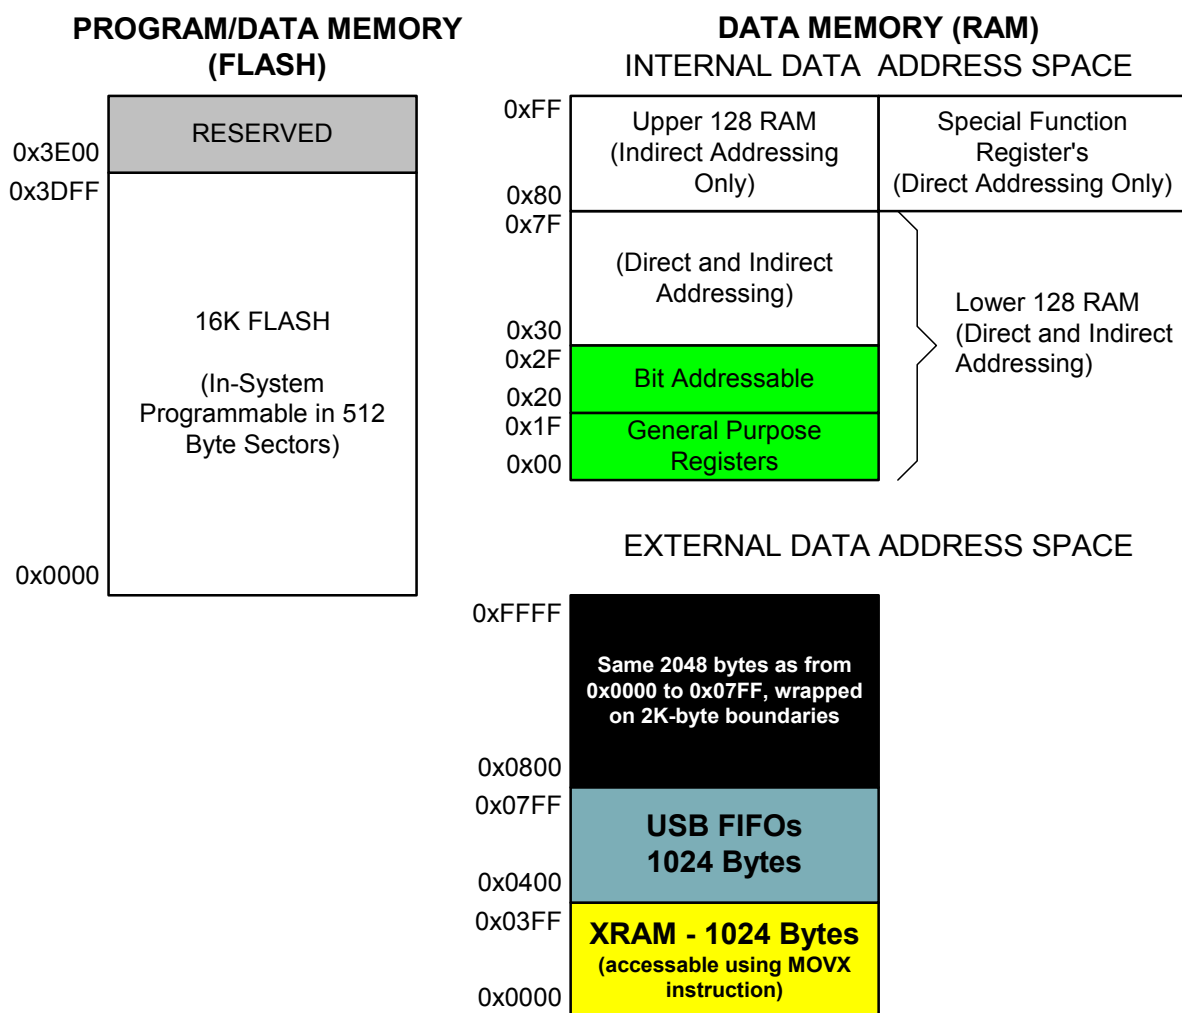 PROGRAM/DATA MEMORY
(FLASH)
RESERVED
0x3E00
0x3DFF
16K FLASH
(In-System
Programmable in 512
Byte Sectors)
0x0000
DATA MEMORY (RAM)
INTERNAL DATA ADDRESS SPACE
0xFF
Upper 128 RAM
(Indirect Addressing
Only)
0x80
Special Function
Register's
(Direct Addressing Only)
0x7F
(Direct and Indirect
Addressing)
0x30
0x2F
Bit Addressable
0x20
0x1F
General Purpose
Registers
0x00
Lower 128 RAM
(Direct and Indirect
Addressing)
EXTERNAL DATA ADDRESS SPACE
0xFFFF
Same 2048 bytes as from
0x0000 to 0x07FF, wrapped
on 2K-byte boundaries
0x0800
0x07FF
USB FIFOs
1024 Bytes
0x0400
0x03FF
XRAM - 1024 Bytes
(accessable using MOVX
instruction)
0x0000